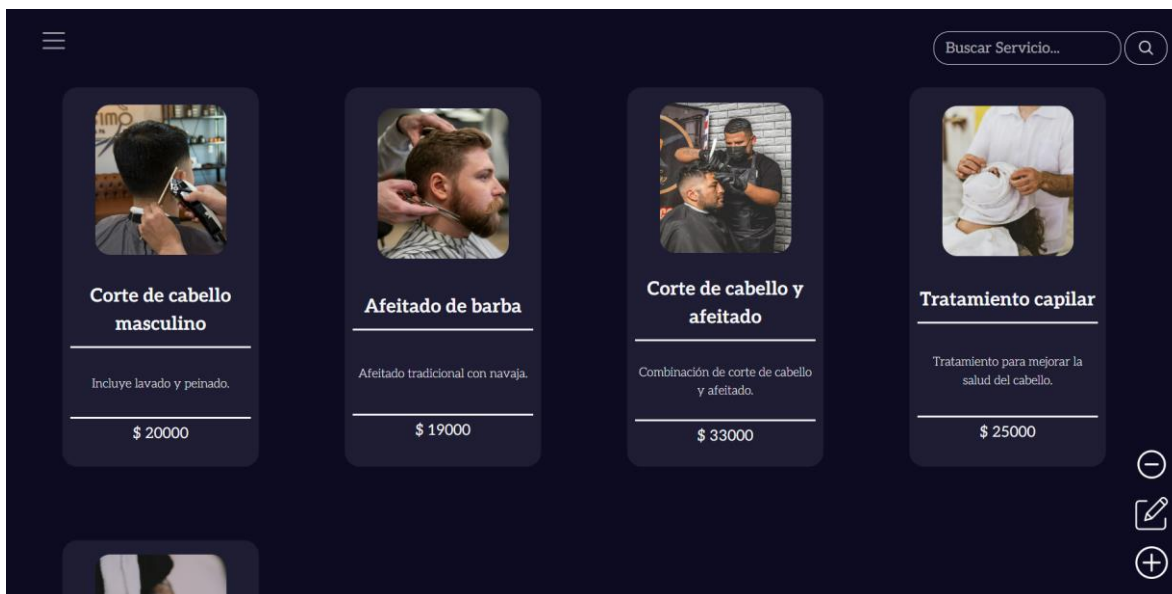 Buscar Servicio...
Corte de cabello
masculino
Incluye lavado y peinado.
$ 20000
Afeitado de barba
Afeitado tradicional con navaja.
$ 19000
Corte de cabello y
afeitado
Combinación de corte de cabello
y afeitado.
$ 33000
Tratamiento capilar
Tratamiento para mejorar la
salud del cabello.
$ 25000